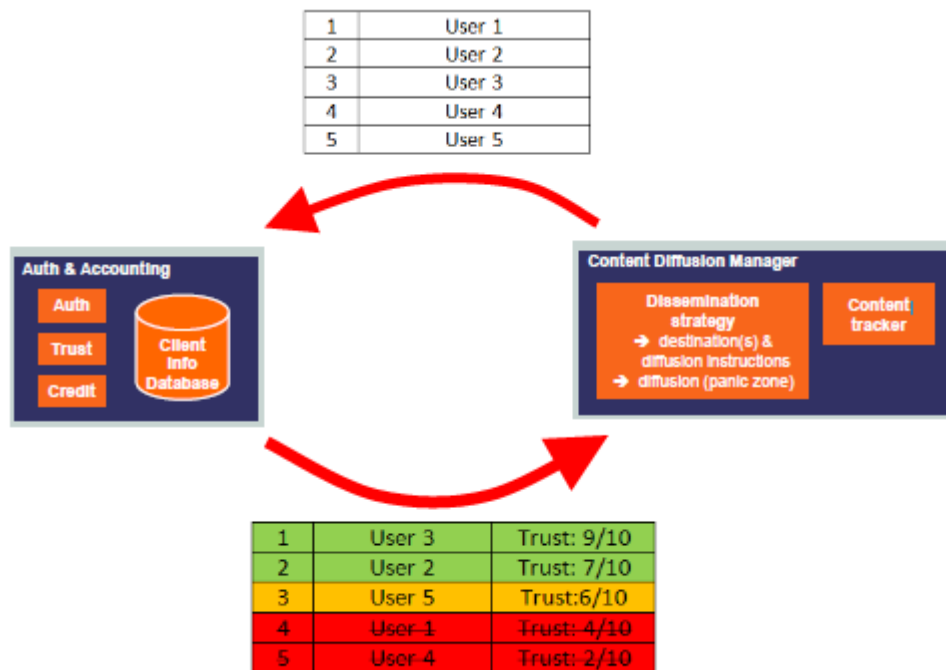 1 User 1
2 User 2
3 User 3
4 User 4
5 User 5
Auth & Accounting
Auth
Trust
Credit
Client
Info
Database
Content Diffusion Manager
Dissemination
strategy
➔ destination(s) &
diffusion instructions
➔ diffusion (panic zone)
Content
tracker
1 User 3 Trust: 9/10
2 User 2 Trust: 7/10
3 User 5 Trust:6/10
4 User 1 Trust: 4/10
5 User 4 Trust: 2/10